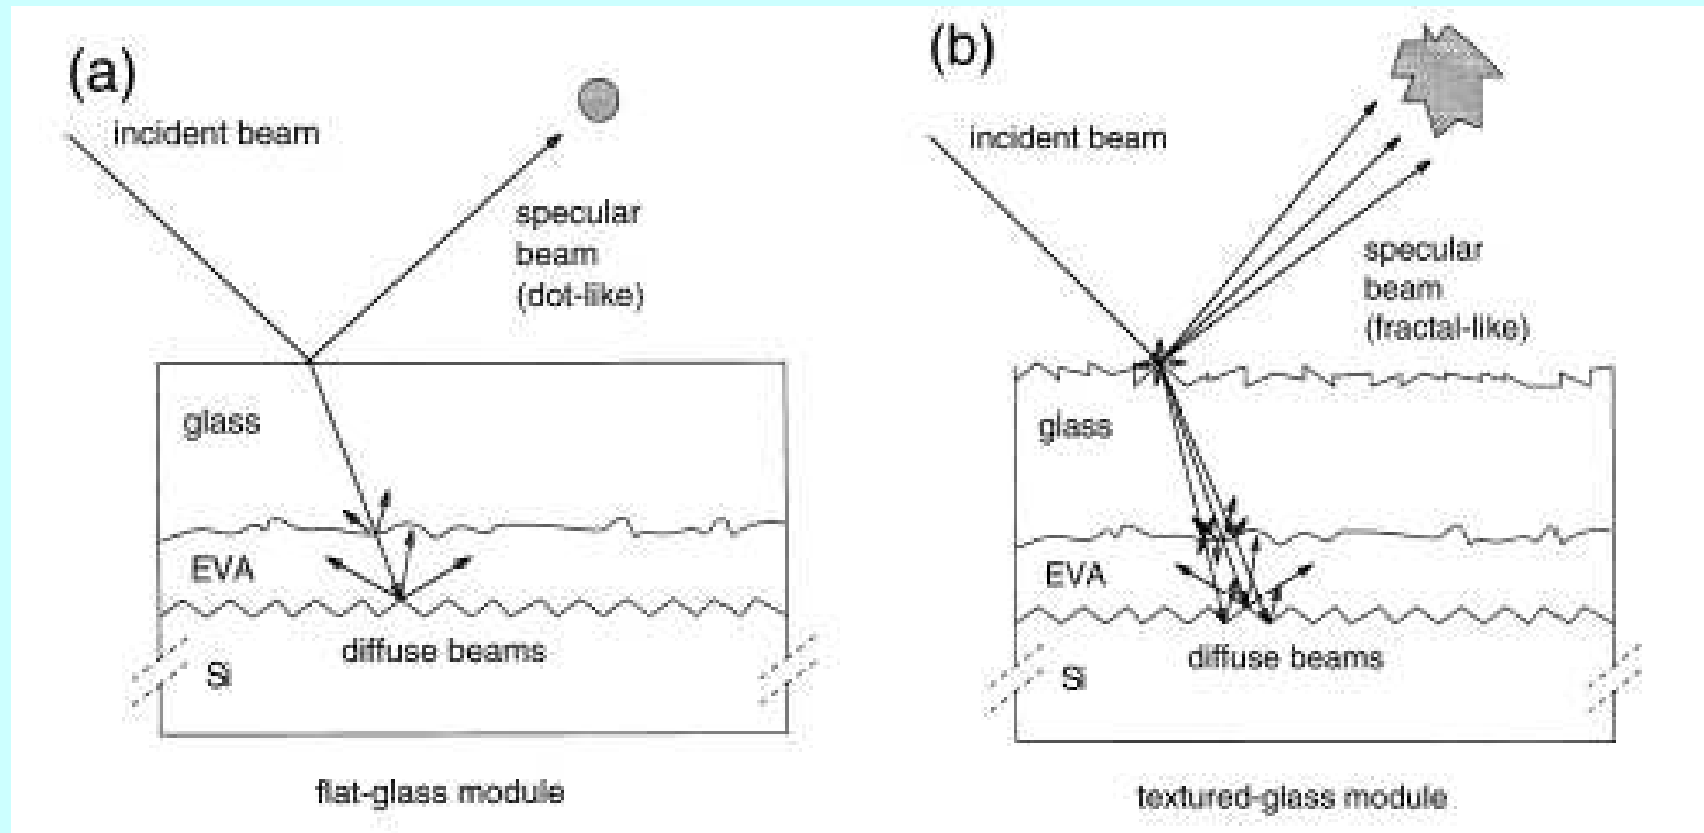 (a)
incident beam
specular
beam
(dot-like)
glass
EVA
diffuse beams
Si
flat-glass module
(b)
incident beam
specular
beam
(fractal-like)
glass
EVA
diffuse beams
Si
textured-glass module